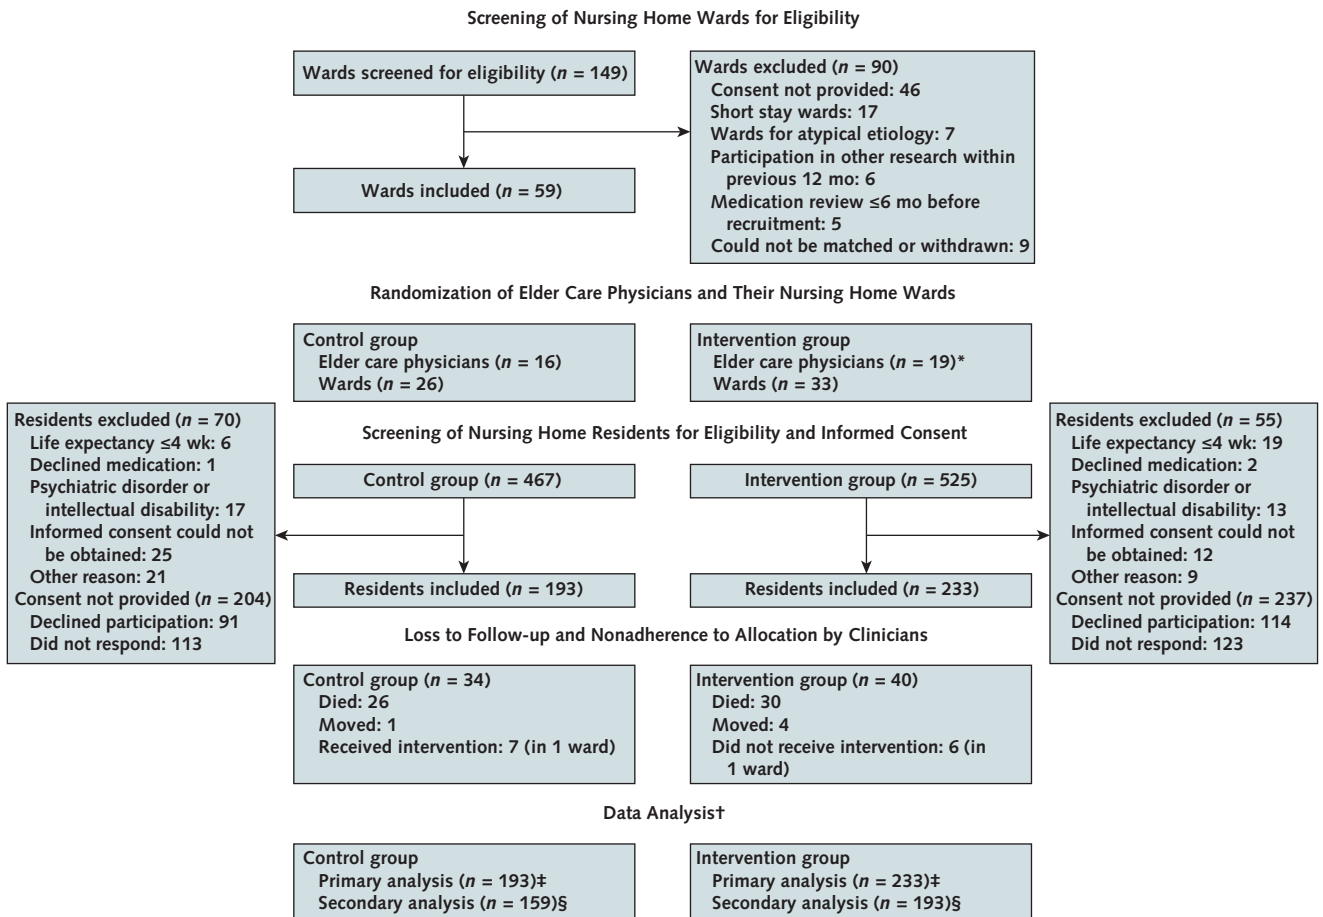 Screening of Nursing Home Wards for Eligibility
Wards screened for eligibility (n = 149)
Wards excluded (n = 90)
Consent not provided: 46
Short stay wards: 17
Wards for atypical etiology: 7
Participation in other research within
previous 12 mo: 6
Medication review ≤6 mo before
recruitment: 5
Could not be matched or withdrawn: 9
Wards included (n = 59)
Randomization of Elder Care Physicians and Their Nursing Home Wards
Control group
Elder care physicians (n = 16)
Wards (n = 26)
Intervention group
Elder care physicians (n = 19)*
Wards (n = 33)
Screening of Nursing Home Residents for Eligibility and Informed Consent
Residents excluded (n = 70)
Life expectancy ≤4 wk: 6
Declined medication: 1
Psychiatric disorder or
intellectual disability: 17
Informed consent could not
be obtained: 25
Other reason: 21
Consent not provided (n = 204)
Declined participation: 91
Did not respond: 113
Control group (n = 467)
Intervention group (n = 525)
Residents excluded (n = 55)
Life expectancy ≤4 wk: 19
Declined medication: 2
Psychiatric disorder or
intellectual disability: 13
Informed consent could not
be obtained: 12
Other reason: 9
Consent not provided (n = 237)
Declined participation: 114
Did not respond: 123
Residents included (n = 193)
Residents included (n = 233)
Loss to Follow-up and Nonadherence to Allocation by Clinicians
Control group (n = 34)
Died: 26
Moved: 1
Received intervention: 7 (in 1 ward)
Intervention group (n = 40)
Died: 30
Moved: 4
Did not receive intervention: 6 (in
1 ward)
Data Analysis†
Control group
Primary analysis (n = 193)‡
Secondary analysis (n = 159)§
Intervention group
Primary analysis (n = 233)‡
Secondary analysis (n = 193)§